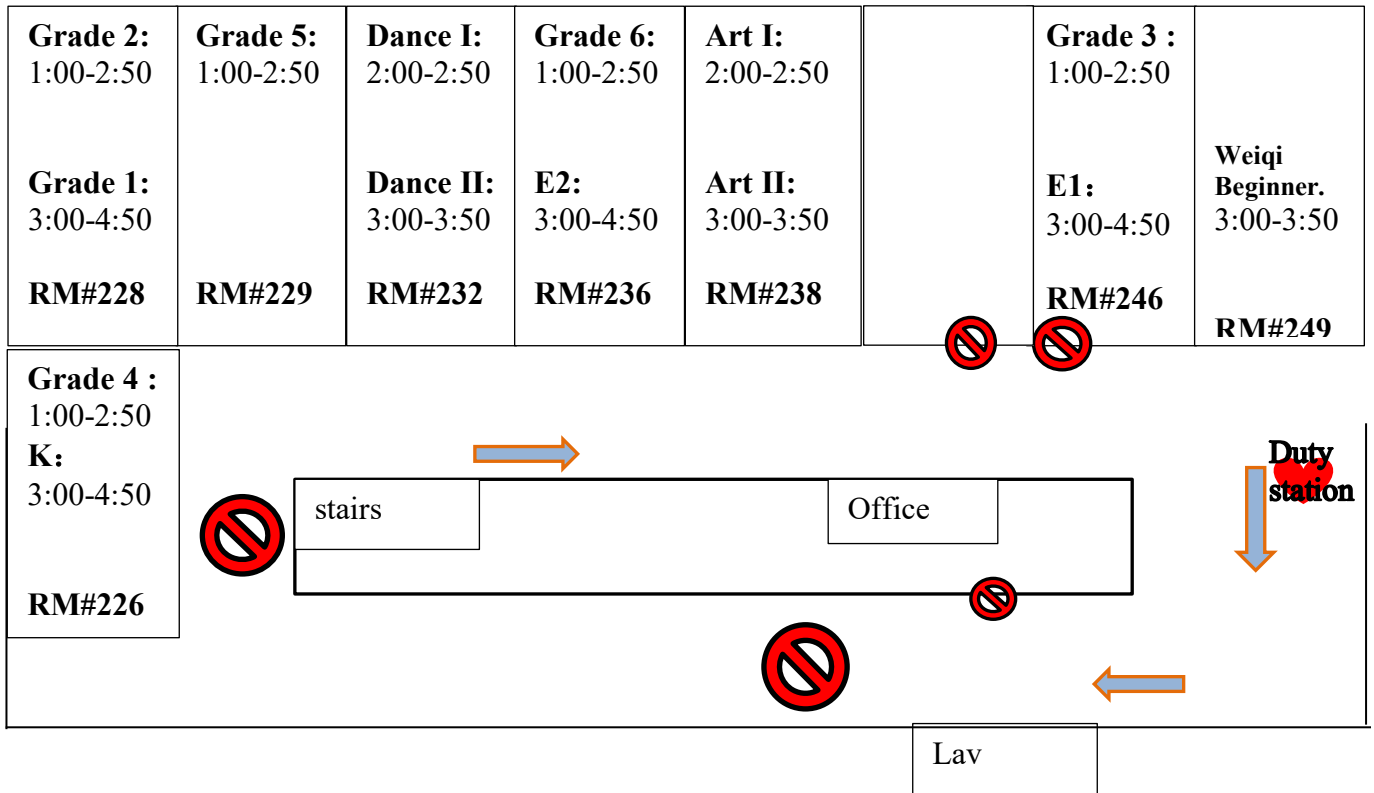 Grade 2:
1:00-2:50
Grade 1:
3:00-4:50
RM#228
Grade 5:
1:00-2:50
RM#229
Dance I:
2:00-2:50
Dance II:
3:00-3:50
RM#232
Grade 6:
1:00-2:50
E2:
3:00-4:50
RM#236
Art I:
2:00-2:50
Art II:
3:00-3:50
RM#238
Grade 3 :
1:00-2:50
E1：
3:00-4:50
RM#246
Weiqi
Beginner.
3:00-3:50
RM#249
Grade 4 :
1:00-2:50
K：
3:00-4:50
RM#226
stairs
Office
Duty
station
Lav